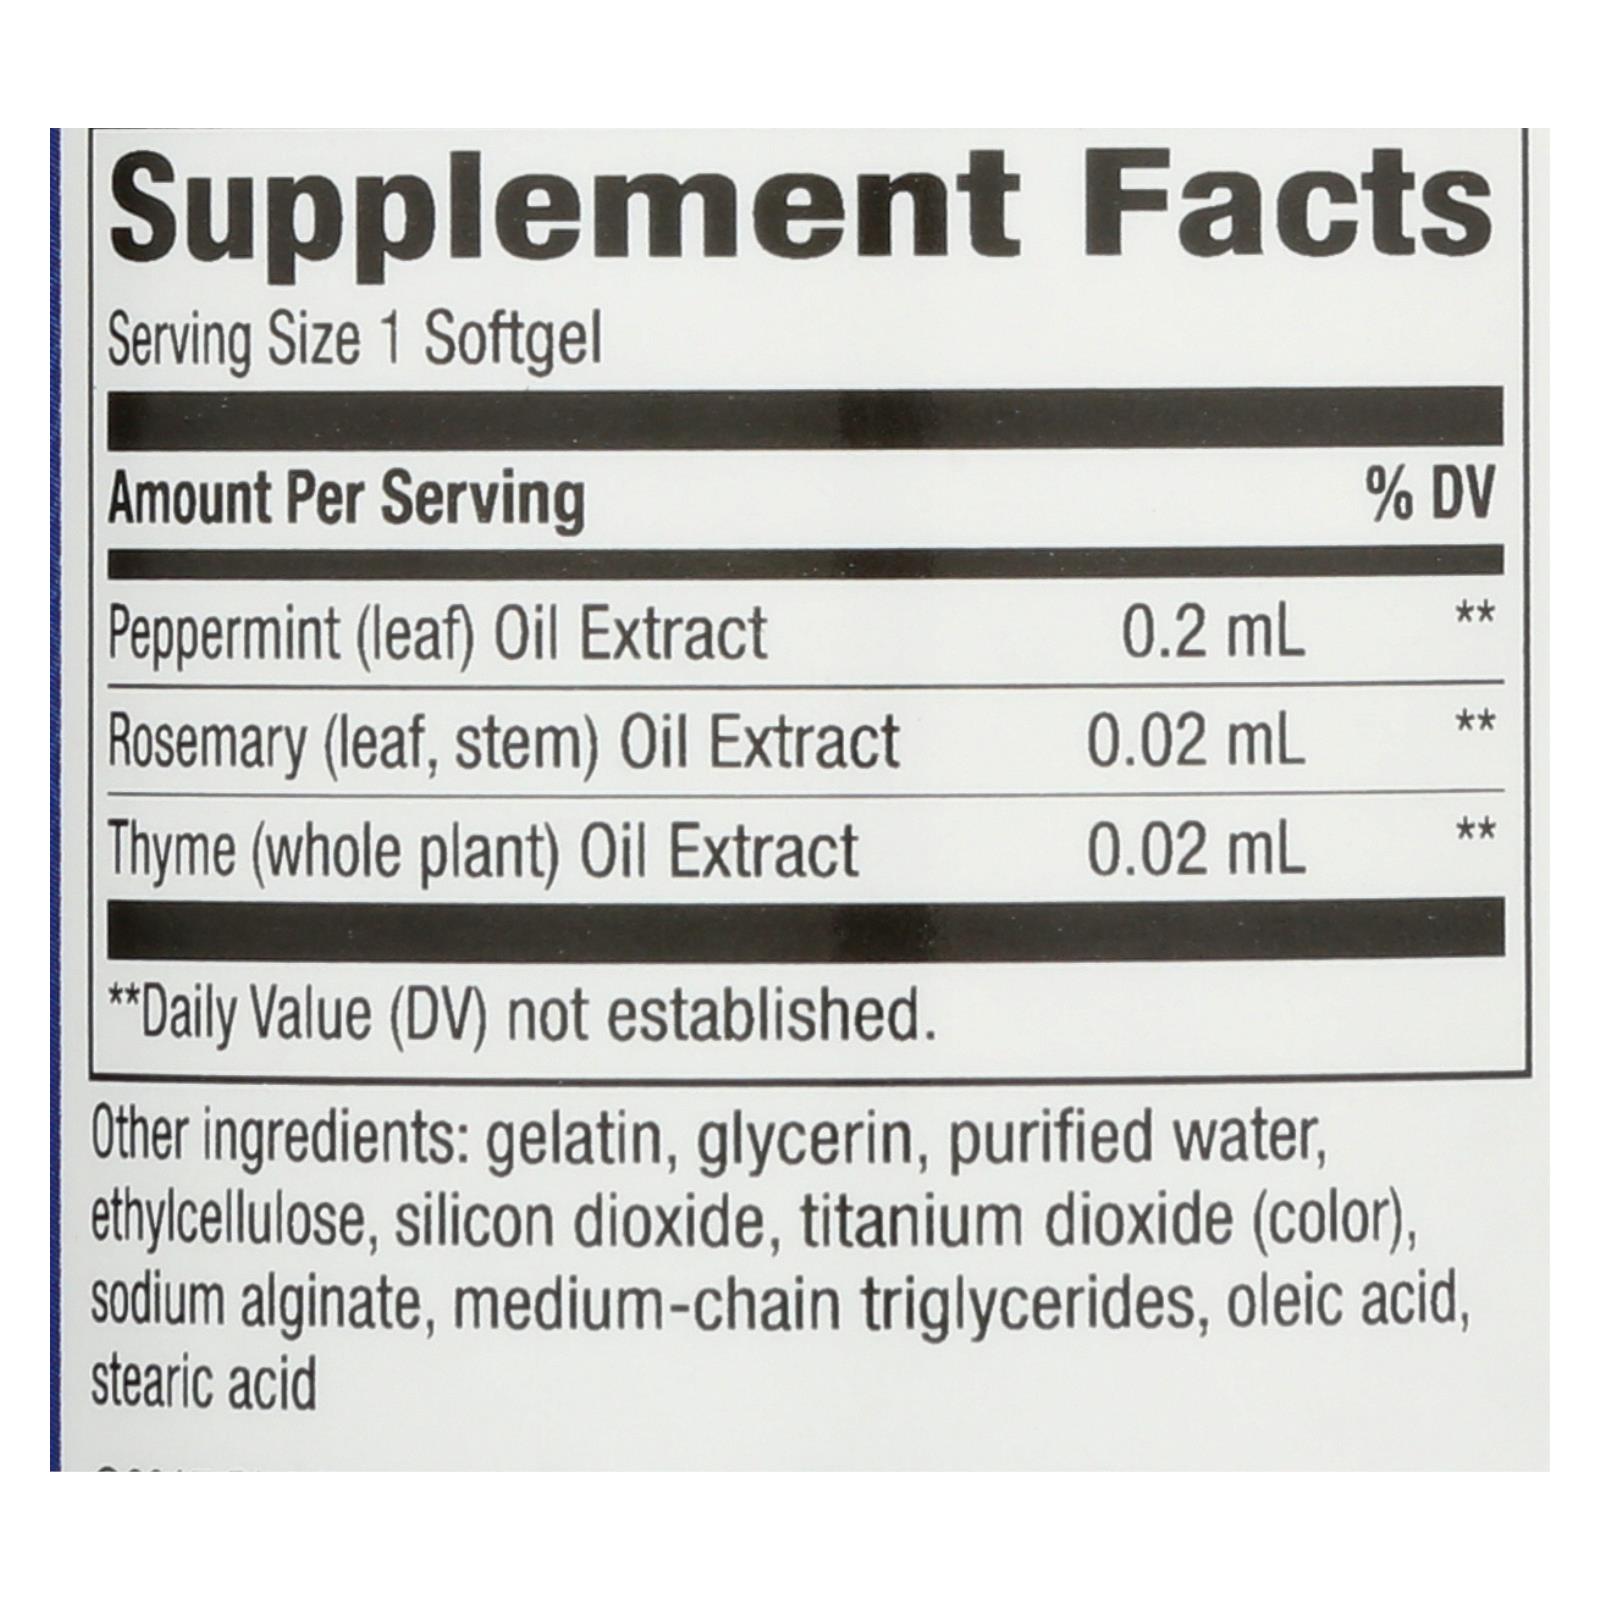 Supplement Facts
Serving Size 1 Softgel
Amount Per Serving % DV
Peppermint (leaf) Oil Extract 0.2 mL **
Rosemary (leaf, stem) Oil Extract 0.02 mL **
Thyme (whole plant) Oil Extract 0.02 mL **
**Daily Value (DV) not established.
Other ingredients: gelatin, glycerin, purified water,
ethylcellulose, silicon dioxide, titanium dioxide (color),
sodium alginate, medium-chain triglycerides, oleic acid,
stearic acid